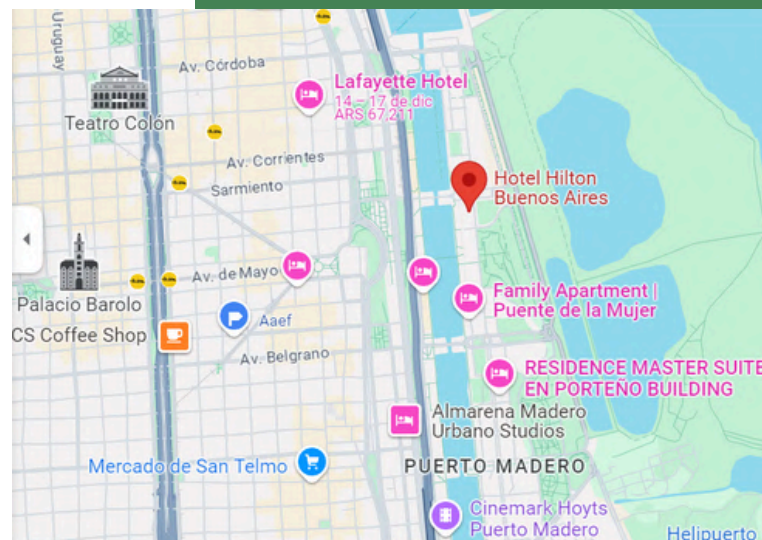 Uruguay
Av. Córdoba
Teatro Colón
Lafayette Hotel
14 – 17 de dic
ARS 67,211
Av. Corrientes
Sarmiento
Hotel Hilton
Buenos Aires
Av. de Mayo
Palacio Barolo
Family Apartment |
Puente de la Mujer
Aaef
CS Coffee Shop
Av. Belgrano
RESIDENCE MASTER SUITE
EN PORTEÑO BUILDING
Almarena Madero
Urbano Studios
Mercado de San Telmo
PUERTO MADERO
Cinemark Hoyts
Puerto Madero
Helipuerto